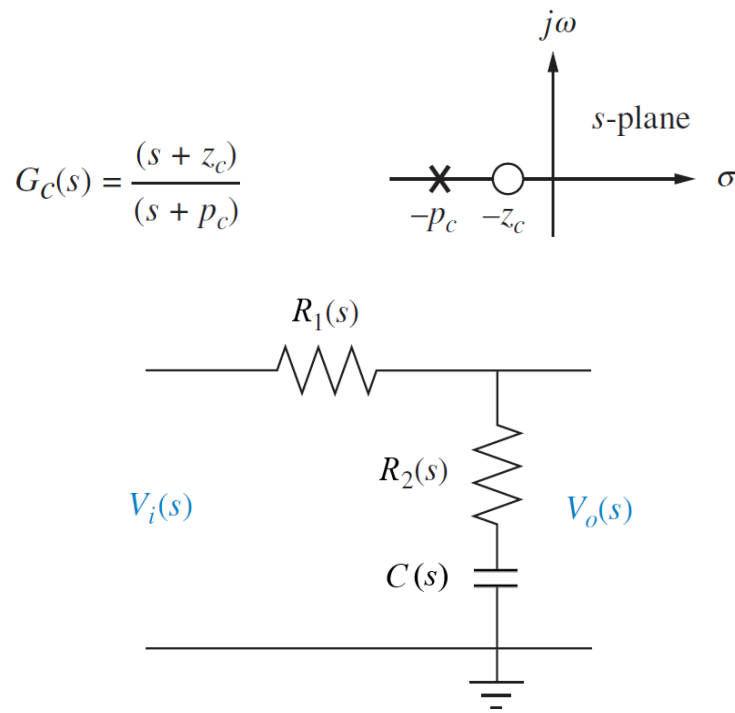 jω
s-plane
G_C(s) = (s + z_c) / (s + p_c)
σ
–p_c –z_c
R_1(s)
R_2(s)
V_i(s)
V_o(s)
C(s)